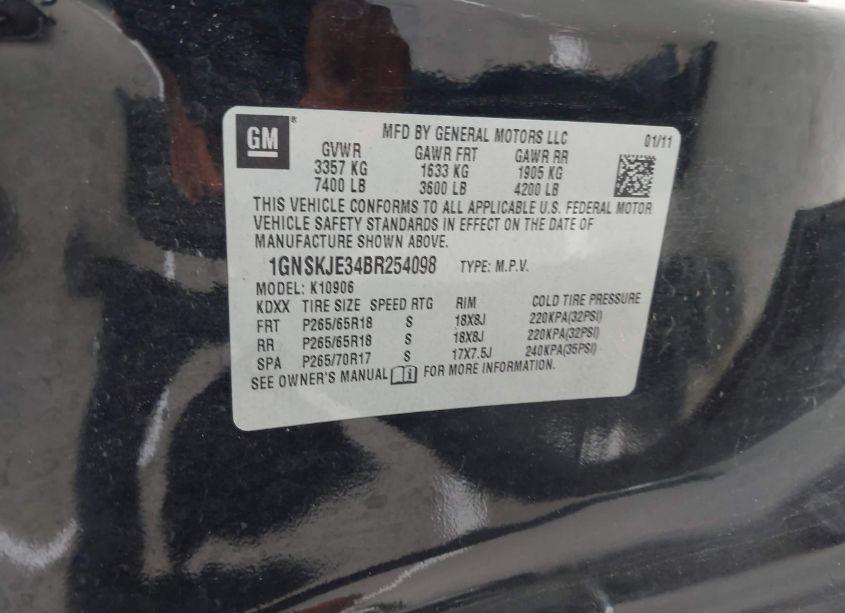 GM ®
MFD BY GENERAL MOTORS LLC 01/11
GVWR GAWR FRT GAWR RR
3357 KG 1633 KG 1905 KG
7400 LB 3600 LB 4200 LB
THIS VEHICLE CONFORMS TO ALL APPLICABLE U.S. FEDERAL MOTOR
VEHICLE SAFETY STANDARDS IN EFFECT ON THE DATE OF
MANUFACTURE SHOWN ABOVE.
1GNSKJE34BR254098 TYPE: M.P.V.
MODEL: K10906
KDXX TIRE SIZE SPEED RTG RIM COLD TIRE PRESSURE
FRT P265/65R18 S 18X8J 220KPA(32PSI)
RR P265/65R18 S 18X8J 220KPA(32PSI)
SPA P265/70R17 S 17X7.5J 240KPA(35PSI)
SEE OWNER'S MANUAL FOR MORE INFORMATION.